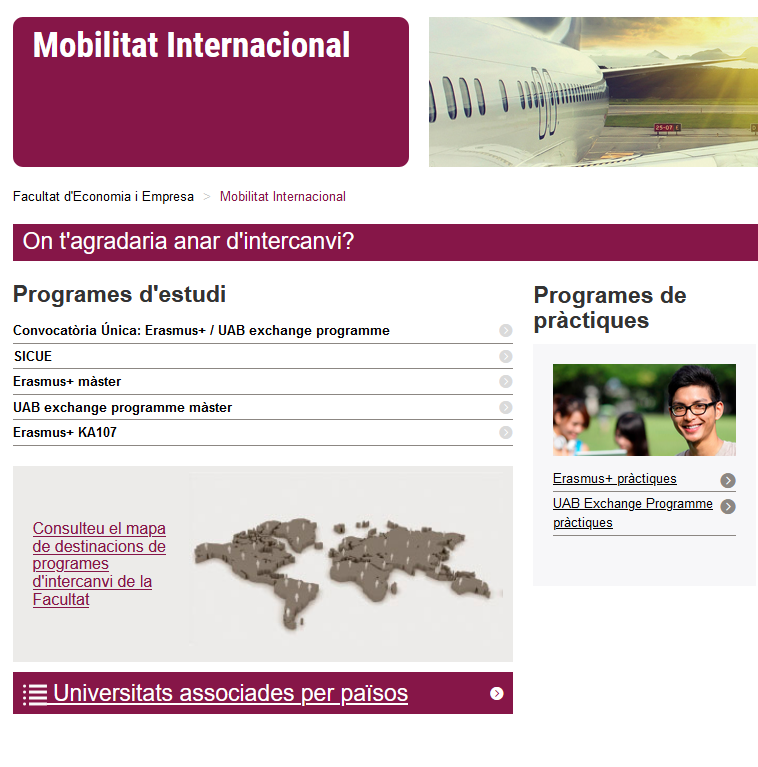 Mobilitat Internacional
25-07
Facultat d'Economia i Empresa > Mobilitat Internacional
On t'agradaria anar d'intercanvi?
Programes d'estudi
Convocatòria Única: Erasmus+ / UAB exchange programme
SICUE
Erasmus+ màster
UAB exchange programme màster
Erasmus+ KA107
Consulteu el mapa
de destinacions de
programes
d'intercanvi de la
Facultat
Universitats associades per països
Programes de
pràctiques
Erasmus+ pràctiques
UAB Exchange Programme
pràctiques